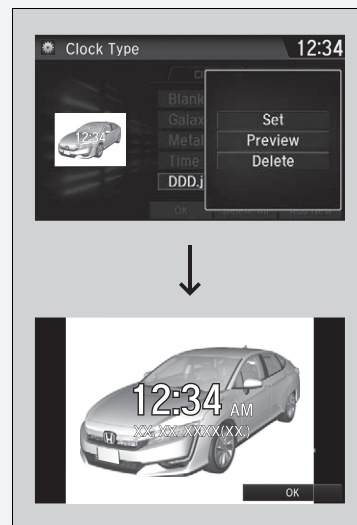 Clock Type 12:34
Blank
Galax
Metal
Time
DDD.j
12:34
Set
Preview
Delete
OK
12:34 AM
XX, XX, XXXX(XX,)
OK